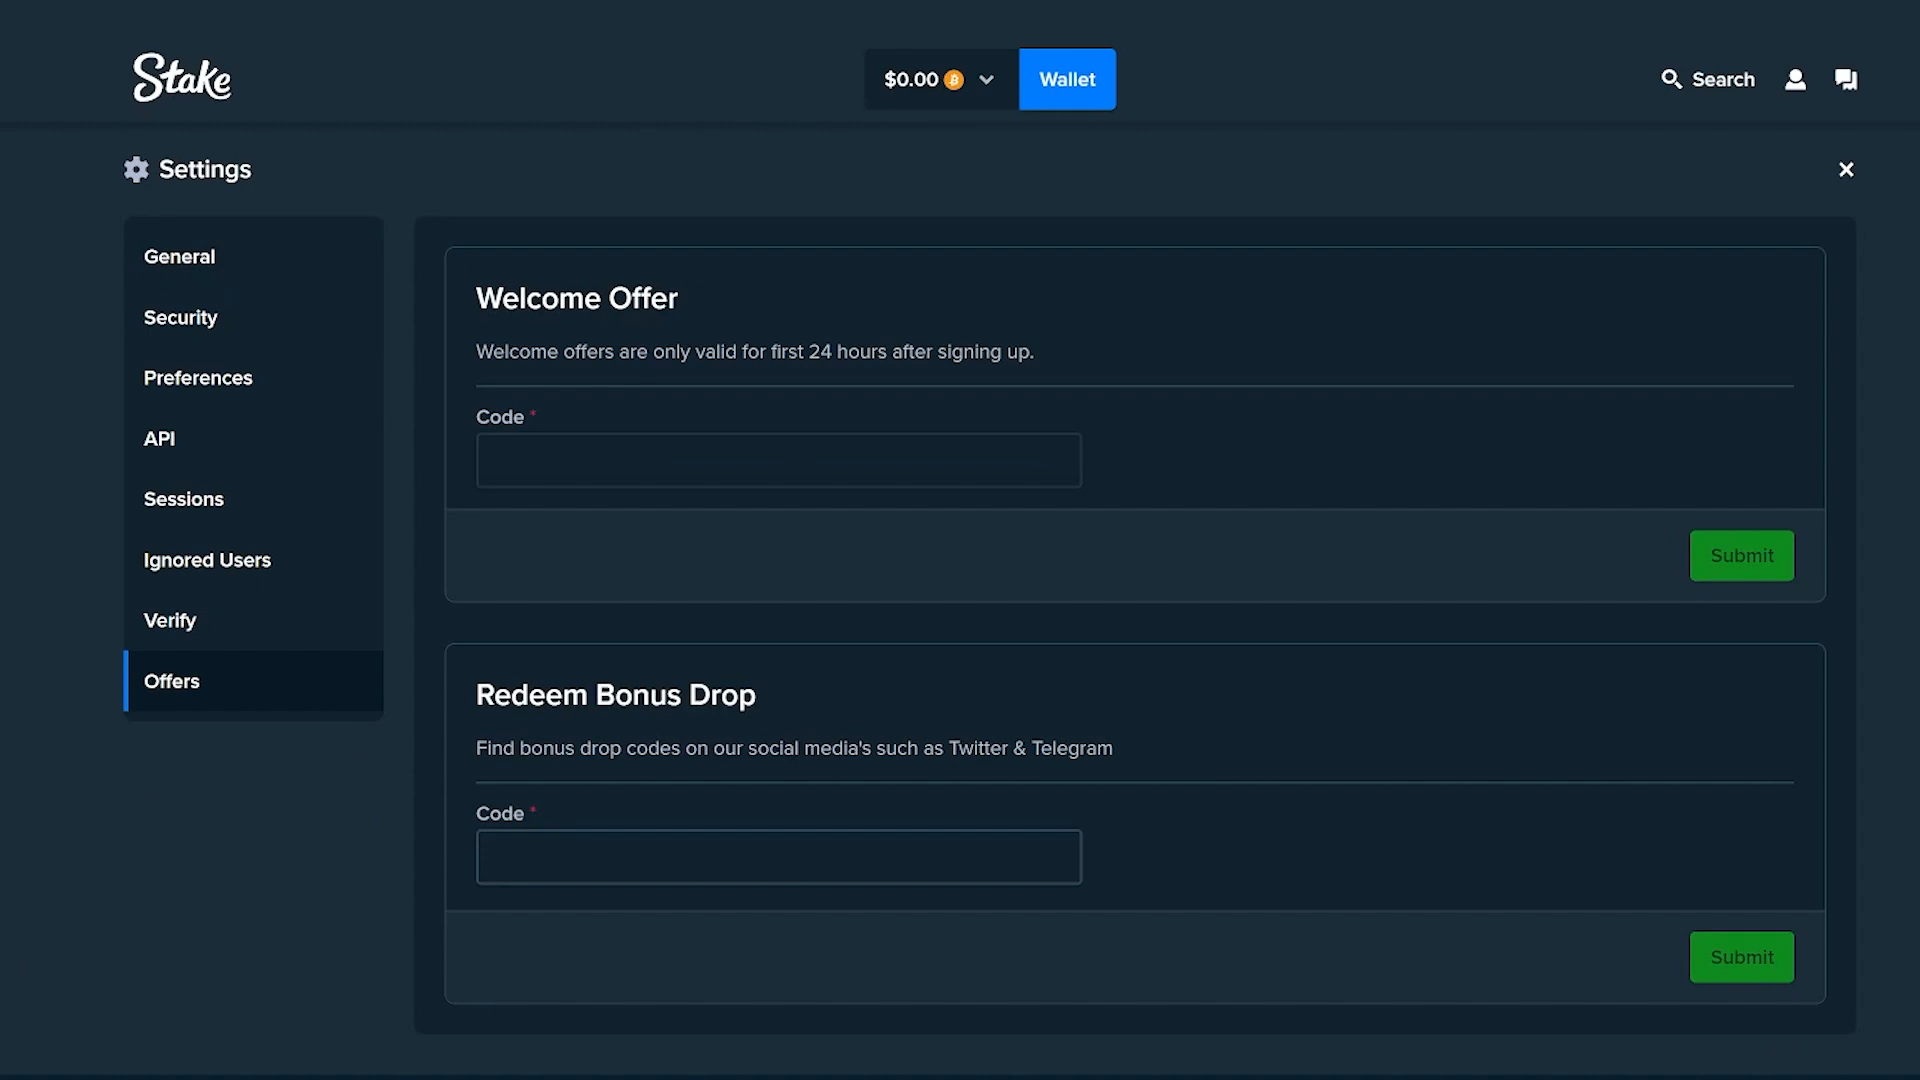 Stake
$0.00
Wallet
Search
Settings
General
Security
Preferences
API
Sessions
Ignored Users
Verify
Offers
Welcome Offer
Welcome offers are only valid for first 24 hours after signing up.
Code *
Submit
Redeem Bonus Drop
Find bonus drop codes on our social media's such as Twitter & Telegram
Code *
Submit